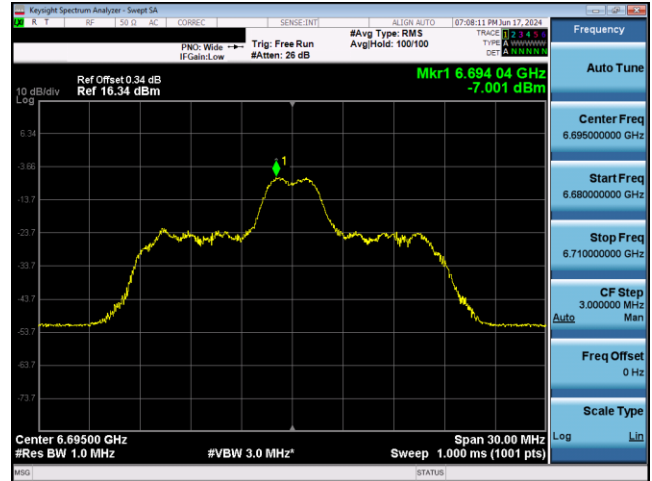 Keysight Spectrum Analyzer - Swept SA
R T RF 50 Ω AC CORREC SENSE:INT ALIGN AUTO 07:08:11 PM Jun 17, 2024
PNO: Wide Trig: Free Run #Avg Type: RMS TRACE 1 2 3 4 5 6
IFGain:Low #Atten: 26 dB Avg|Hold: 100/100 TYPE A WWWWW
DET A N N N N N
Mkr1 6.694 04 GHz
-7.001 dBm
Ref Offset 0.34 dB
10 dB/div Ref 16.34 dBm
Log
6.34
-3.66
-13.7
-23.7
-33.7
-43.7
-53.7
-63.7
-73.7
1
Center 6.69500 GHz Span 30.00 MHz
#Res BW 1.0 MHz #VBW 3.0 MHz* Sweep 1.000 ms (1001 pts)
MSG STATUS
Frequency
Auto Tune
Center Freq
6.695000000 GHz
Start Freq
6.680000000 GHz
Stop Freq
6.710000000 GHz
CF Step
3.000000 MHz
Auto Man
Freq Offset
0 Hz
Scale Type
Log Lin